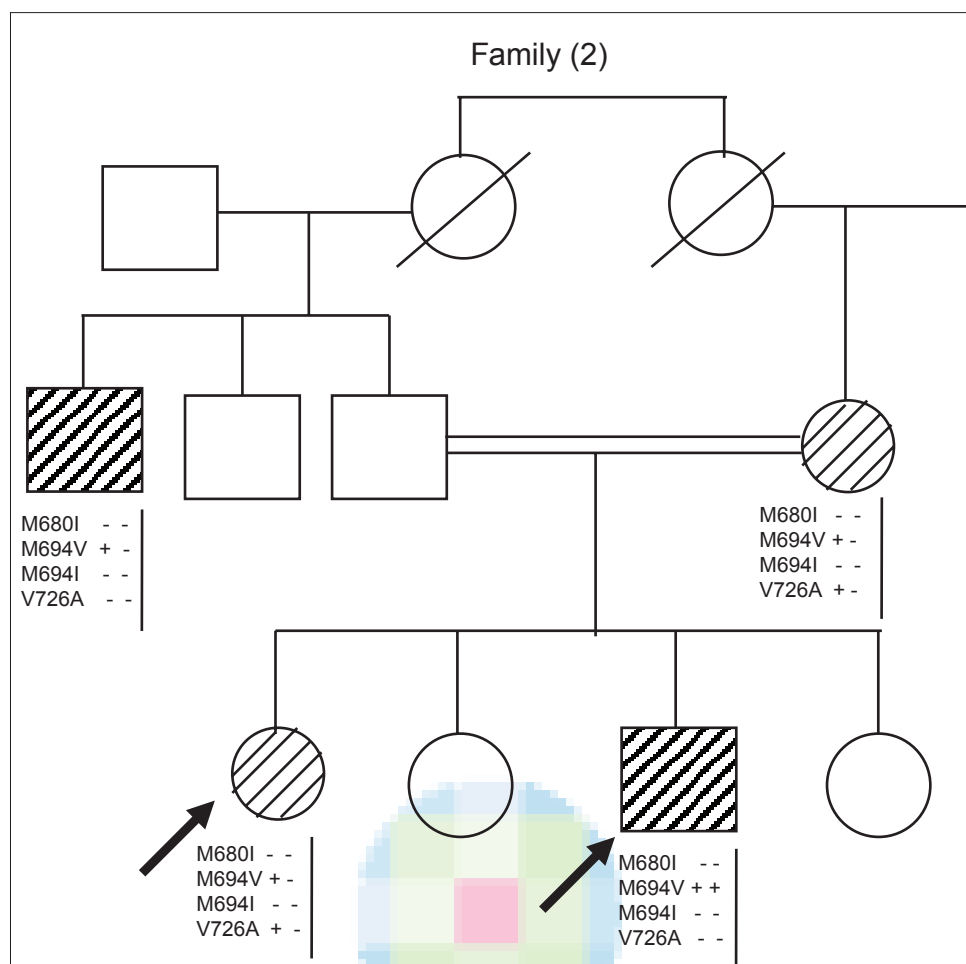 Family (2)
M680I - -
M694V + -
M694I - -
V726A - -
M680I - -
M694V + -
M694I - -
V726A + -
M680I - -
M694V + -
M694I - -
V726A + -
M680I - -
M694V + +
M694I - -
V726A - -